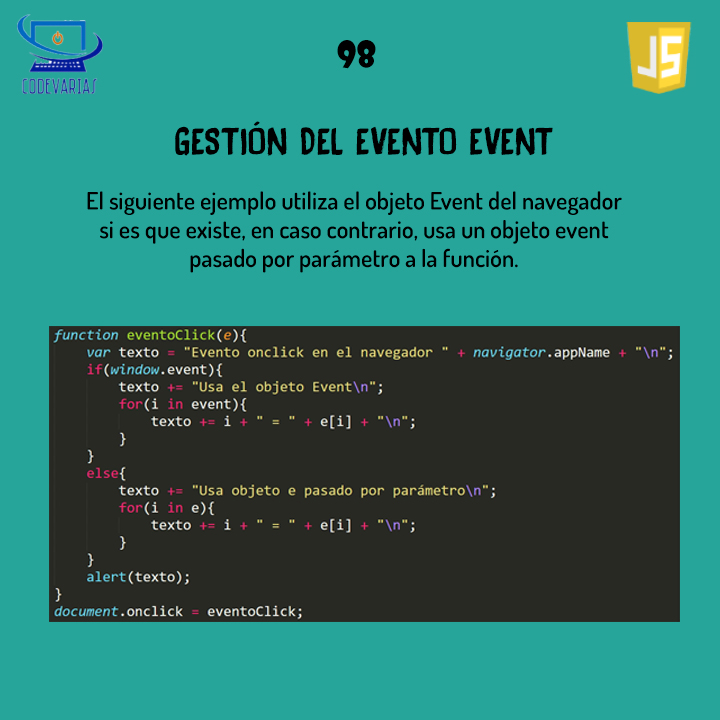 CODEVARIAS
98
JS
GESTIÓN DEL EVENTO EVENT
El siguiente ejemplo utiliza el objeto Event del navegador
si es que existe, en caso contrario, usa un objeto event
pasado por parámetro a la función.
function eventoClick(e){
    var texto = "Evento onclick en el navegador " + navigator.appName + "\n";
    if(window.event){
        texto += "Usa el objeto Event\n";
        for(i in event){
            texto += i + " = " + e[i] + "\n";
        }
    }
    else{
        texto += "Usa objeto e pasado por parámetro\n";
        for(i in e){
            texto += i + " = " + e[i] + "\n";
        }
    }
    alert(texto);
}
document.onclick = eventoClick;